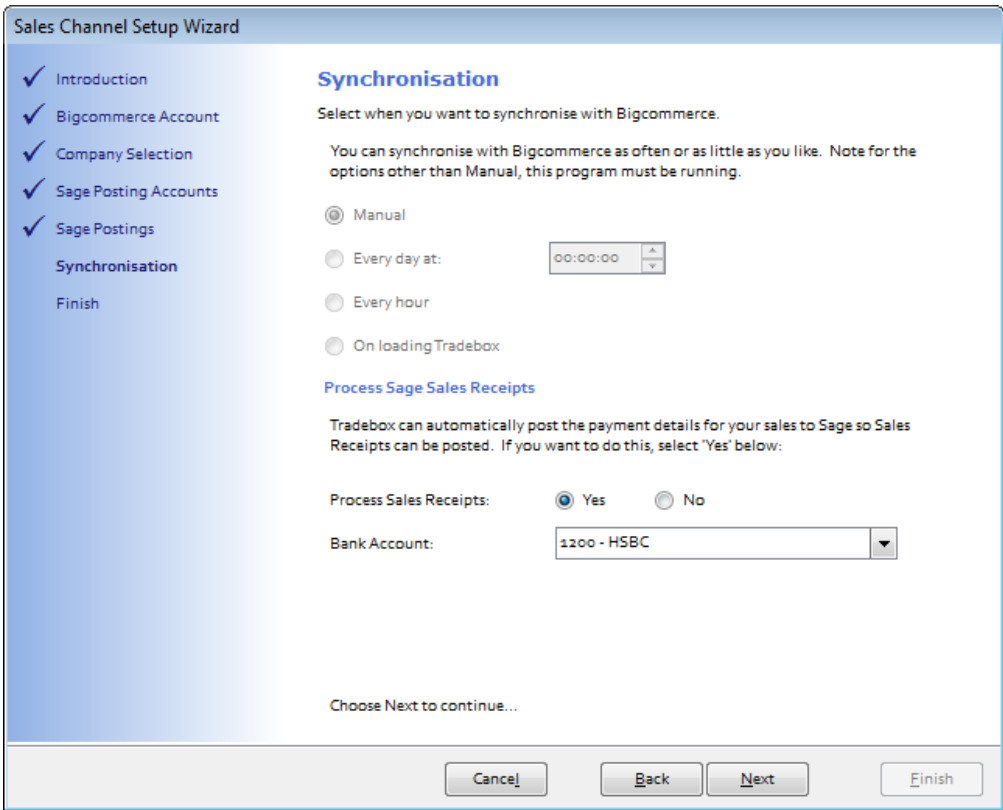 Sales Channel Setup Wizard
Introduction
Bigcommerce Account
Company Selection
Sage Posting Accounts
Sage Postings
Synchronisation
Finish
Synchronisation
Select when you want to synchronise with Bigcommerce.
You can synchronise with Bigcommerce as often or as little as you like. Note for the
options other than Manual, this program must be running.
Manual
Every day at: 00:00:00
Every hour
On loading Tradebox
Process Sage Sales Receipts
Tradebox can automatically post the payment details for your sales to Sage so Sales
Receipts can be posted. If you want to do this, select 'Yes' below:
Process Sales Receipts: Yes No
Bank Account: 1200 - HSBC
Choose Next to continue...
Cancel Back Next Finish